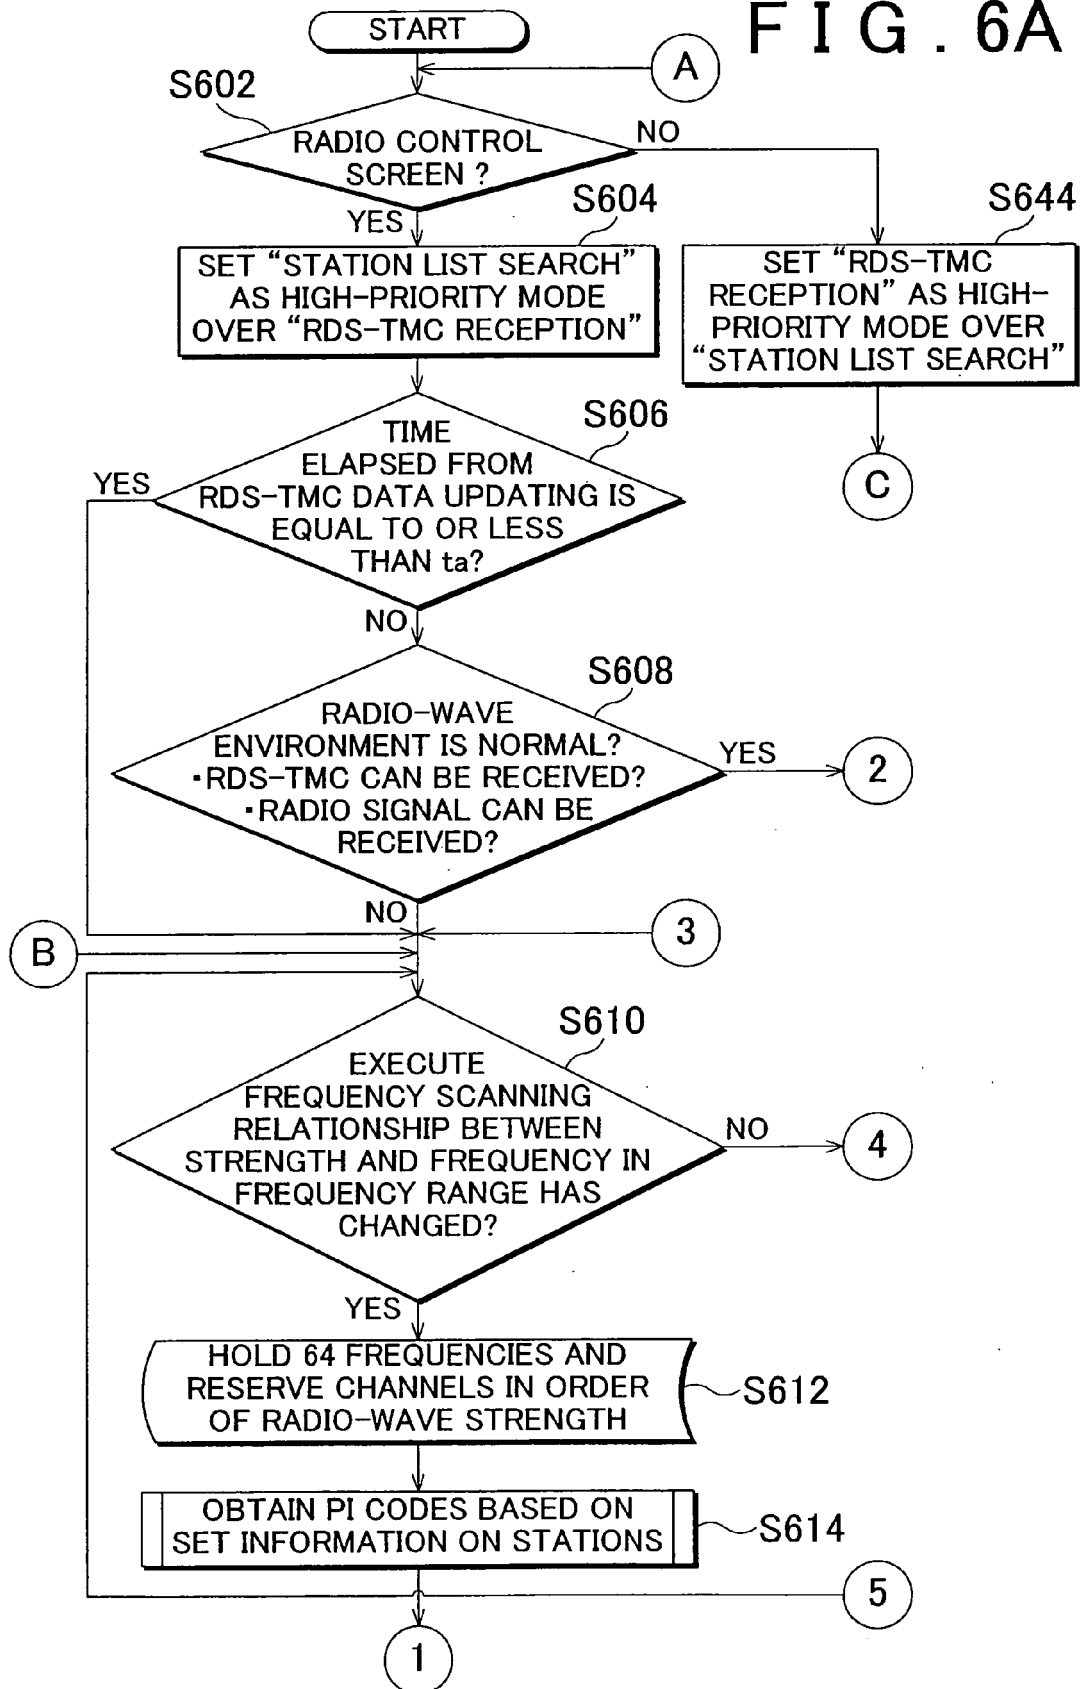 FIG. 6A
START
A
S602
RADIO CONTROL
SCREEN ?
NO
YES
S604
SET “STATION LIST SEARCH”
AS HIGH-PRIORITY MODE
OVER “RDS-TMC RECEPTION”
S644
SET “RDS-TMC
RECEPTION” AS HIGH-
PRIORITY MODE OVER
“STATION LIST SEARCH”
C
S606
TIME
ELAPSED FROM
RDS-TMC DATA UPDATING IS
EQUAL TO OR LESS
THAN ta?
YES
NO
S608
RADIO-WAVE
ENVIRONMENT IS NORMAL?
・RDS-TMC CAN BE RECEIVED?
・RADIO SIGNAL CAN BE
RECEIVED?
YES
2
NO
3
B
S610
EXECUTE
FREQUENCY SCANNING
RELATIONSHIP BETWEEN
STRENGTH AND FREQUENCY IN
FREQUENCY RANGE HAS
CHANGED?
NO
4
YES
HOLD 64 FREQUENCIES AND
RESERVE CHANNELS IN ORDER
OF RADIO-WAVE STRENGTH
S612
OBTAIN PI CODES BASED ON
SET INFORMATION ON STATIONS
S614
5
1